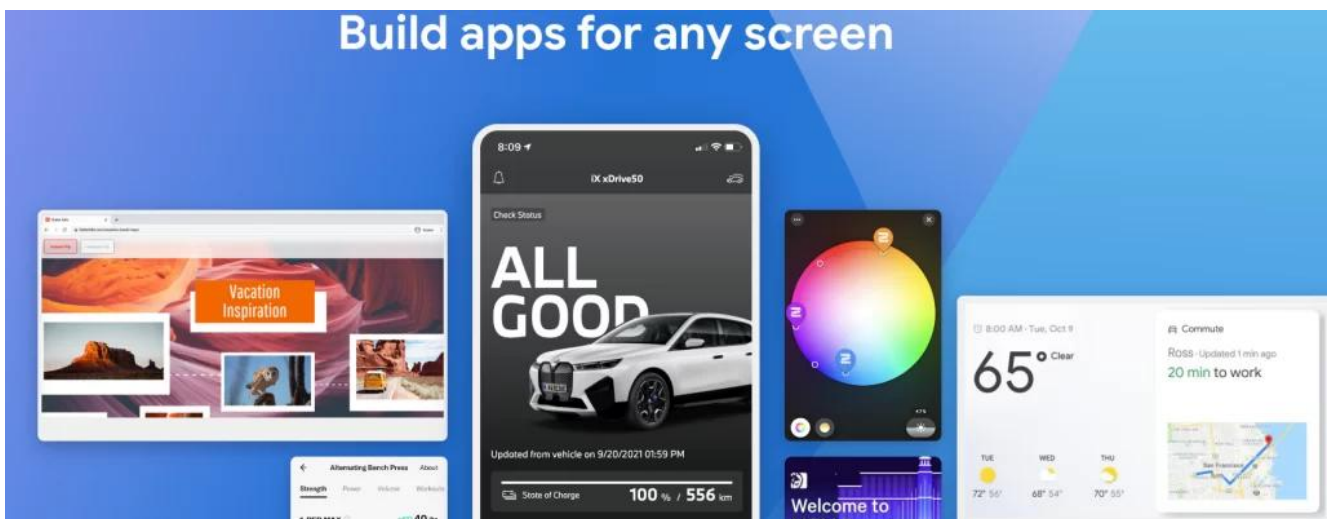 Build apps for any screen
Vacation
Inspiration
Alternating Bench Press About
Strength Power Volume
8:09
iX xDrive50
Check Status
ALL
GOOD
Updated from vehicle on 9/20/2021 01:59 PM
State of Charge 100 % / 556 km
Welcome to
8:00 AM · Tue, Oct 9
65° Clear
TUE WED THU
72° 56° 68° 54° 70° 55°
Commute
Ross · Updated 1 min ago
20 min to work
San Francisco